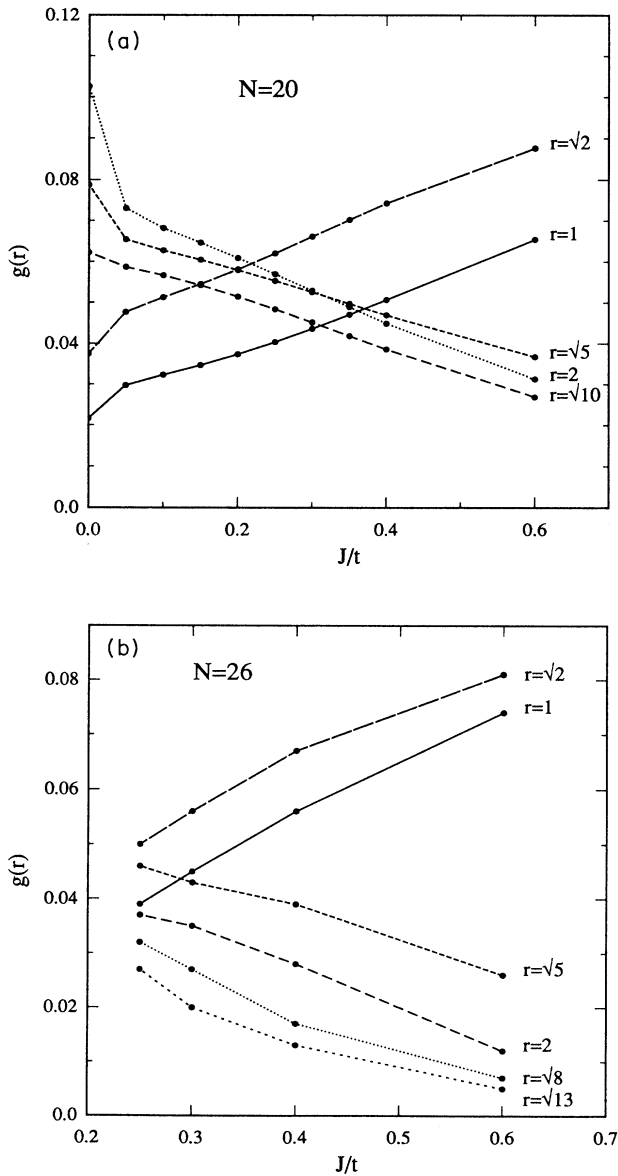 0.12
(a)
N=20
r=√2
0.08
r=1
g(r)
0.04
r=√5
r=2
r=√10
0.0
0.0 0.2 0.4 0.6
J/t
(b)
N=26
r=√2
0.08
r=1
0.06
g(r)
0.04
r=√5
0.02
r=2
r=√8
r=√13
0.0
0.2 0.3 0.4 0.5 0.6 0.7
J/t